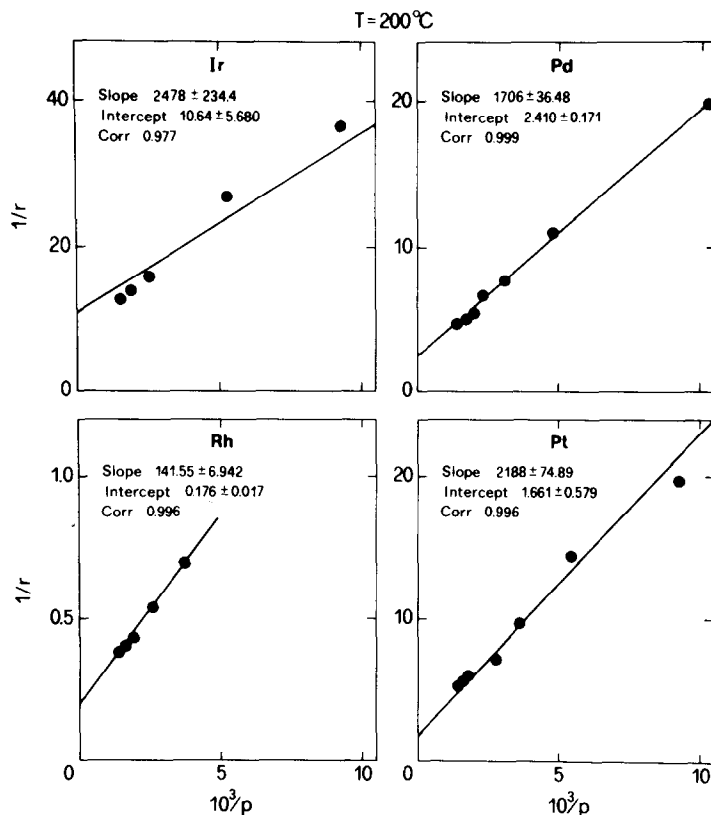 T=200°C
Ir
Slope 2478 ± 234.4
Intercept 10.64 ± 5.680
Corr 0.977
40
20
0
1/r
Pd
Slope 1706 ± 36.48
Intercept 2.410 ± 0.171
Corr 0.999
20
10
0
Rh
Slope 141.55 ± 6.942
Intercept 0.176 ± 0.017
Corr 0.996
1.0
0.5
0
1/r
0 5 10
10³/p
Pt
Slope 2188 ± 74.89
Intercept 1.661 ± 0.579
Corr 0.996
20
10
0 5 10
10³/p